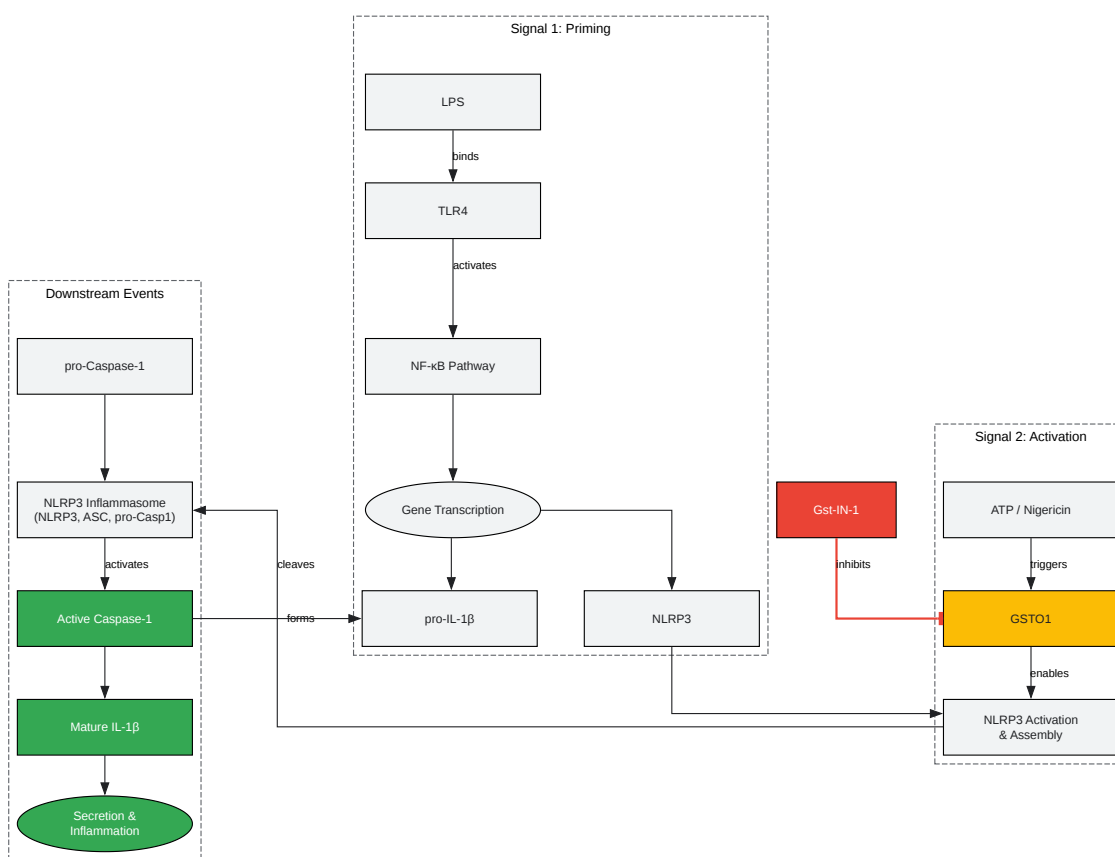 Signal 1: Priming
LPS
binds
TLR4
activates
NF-κB Pathway
Gene Transcription
pro-IL-1β
NLRP3
Downstream Events
pro-Caspase-1
NLRP3 Inflammasome
(NLRP3, ASC, pro-Casp1)
activates
cleaves
Active Caspase-1
forms
Mature IL-1β
Secretion &
Inflammation
Gst-IN-1
inhibits
Signal 2: Activation
ATP / Nigericin
triggers
GSTO1
enables
NLRP3 Activation
& Assembly